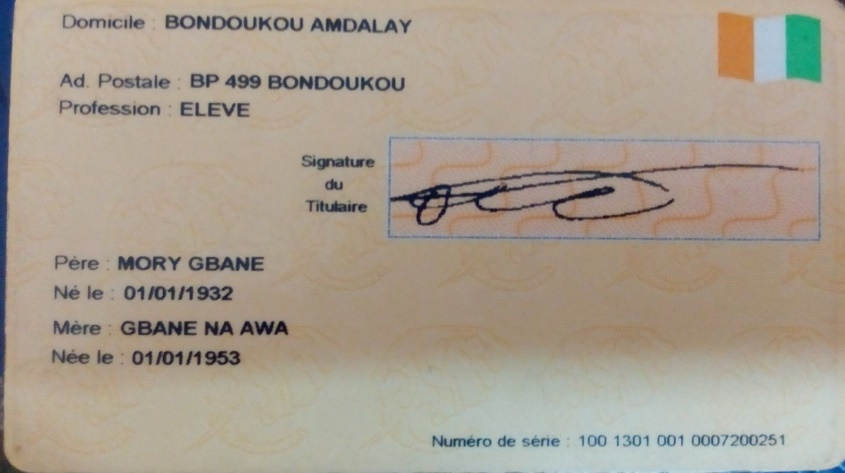 Domicile : BONDOUKOU AMDALAY
Ad. Postale : BP 499 BONDOUKOU
Profession : ELEVE
Signature
du
Titulaire
Père : MORY GBANE
Né le : 01/01/1932
Mère : GBANE NA AWA
Née le : 01/01/1953
Numéro de série : 100 1301 001 0007200251